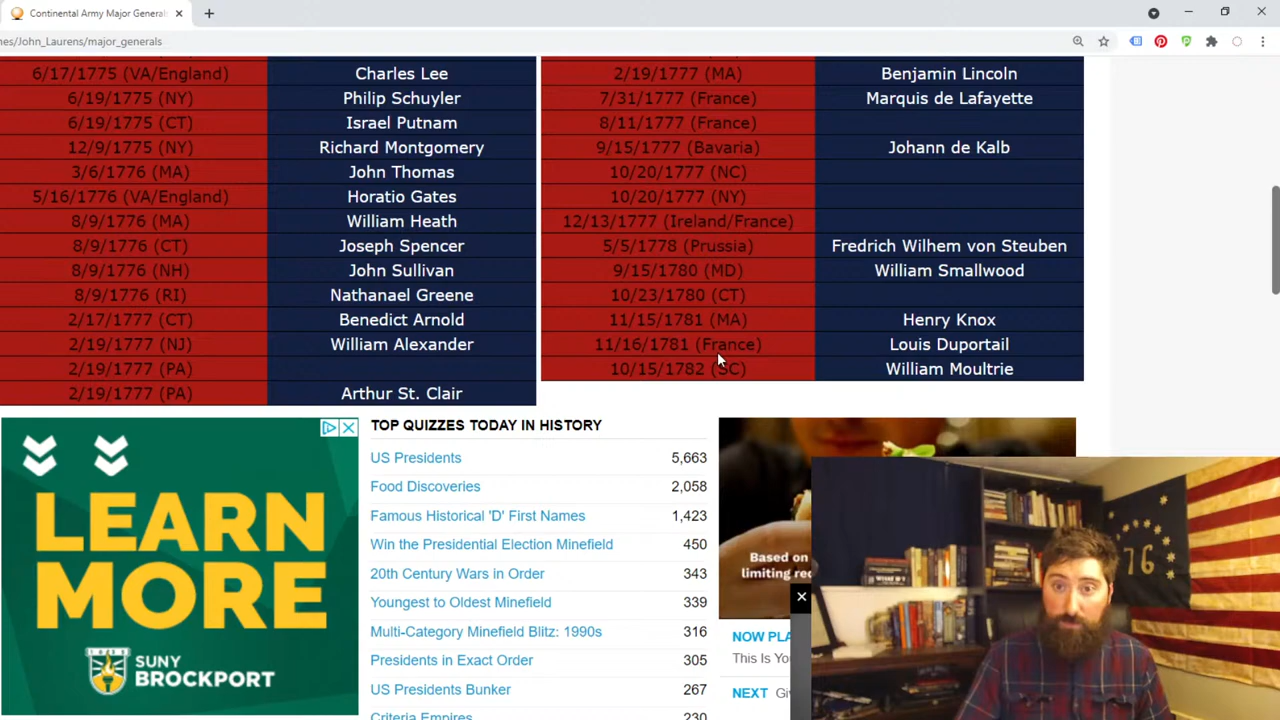 Continental Army Major General
nes/John_Laurens/major_generals
6/17/1775 (VA/England) Charles Lee
6/19/1775 (NY) Philip Schuyler
6/19/1775 (CT) Israel Putnam
12/9/1775 (NY) Richard Montgomery
3/6/1776 (MA) John Thomas
5/16/1776 (VA/England) Horatio Gates
8/9/1776 (MA) William Heath
8/9/1776 (CT) Joseph Spencer
8/9/1776 (NH) John Sullivan
8/9/1776 (RI) Nathanael Greene
2/17/1777 (CT) Benedict Arnold
2/19/1777 (NJ) William Alexander
2/19/1777 (PA)
2/19/1777 (PA) Arthur St. Clair
2/19/1777 (MA) Benjamin Lincoln
7/31/1777 (France) Marquis de Lafayette
8/11/1777 (France)
9/15/1777 (Bavaria) Johann de Kalb
10/20/1777 (NC)
10/20/1777 (NY)
12/13/1777 (Ireland/France)
5/5/1778 (Prussia) Fredrich Wilhem von Steuben
9/15/1780 (MD) William Smallwood
10/23/1780 (CT)
11/15/1781 (MA) Henry Knox
11/16/1781 (France) Louis Duportail
10/15/1782 (SC) William Moultrie
LEARN
MORE
SUNY
BROCKPORT
TOP QUIZZES TODAY IN HISTORY
US Presidents 5,663
Food Discoveries 2,058
Famous Historical 'D' First Names 1,423
Win the Presidential Election Minefield 450
20th Century Wars in Order 343
Youngest to Oldest Minefield 339
Multi-Category Minefield Blitz: 1990s 316
Presidents in Exact Order 305
US Presidents Bunker 267
Criteria Empires 230
Based on
limiting rec
NOW PLA
This Is Yo
NEXT Giv
76